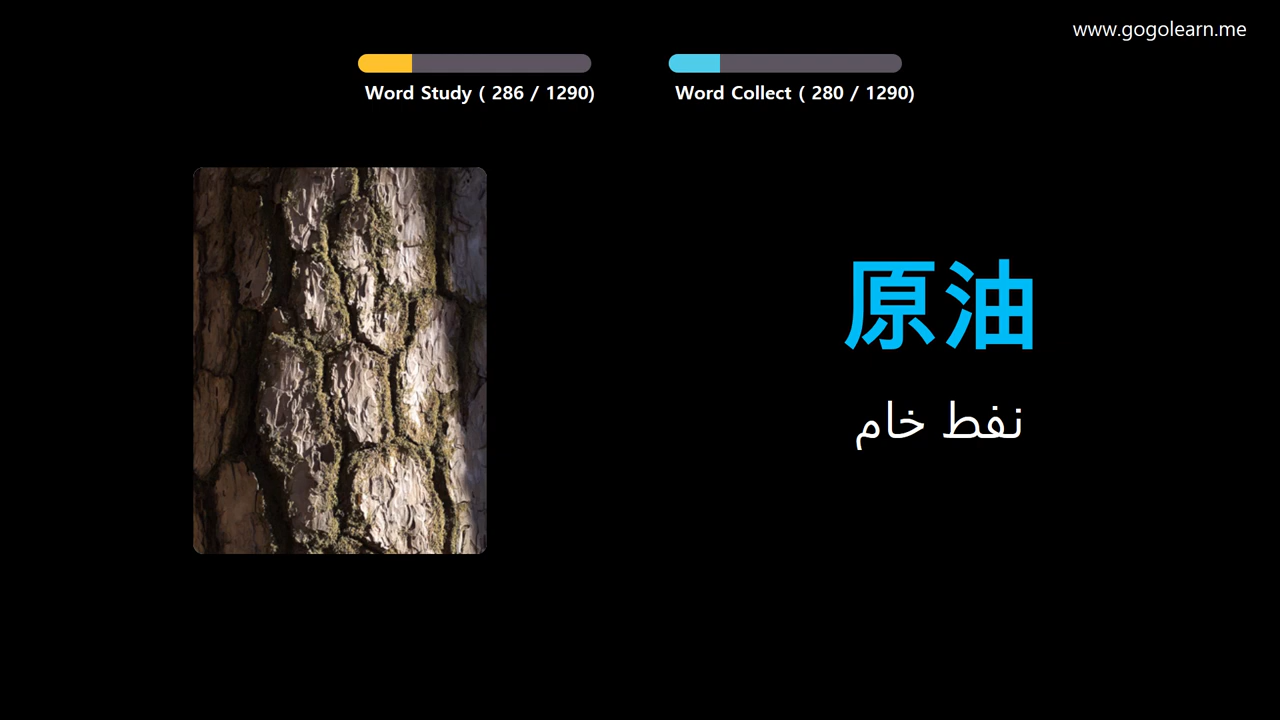 www.gogolearn.me
Word Study ( 286 / 1290)
Word Collect ( 280 / 1290)
原油
نفط خام